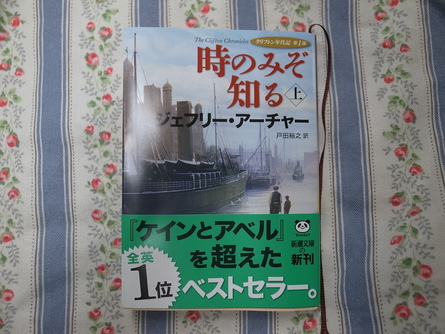 The Clifton Chronicles
クリフトン年代記 第1部
時のみぞ
知る 上
ジェフリー・アーチャー
戸田裕之 訳
『ケインとアベル』
を超えた
全英
1位
ベストセラー。
新潮文庫
の
新刊